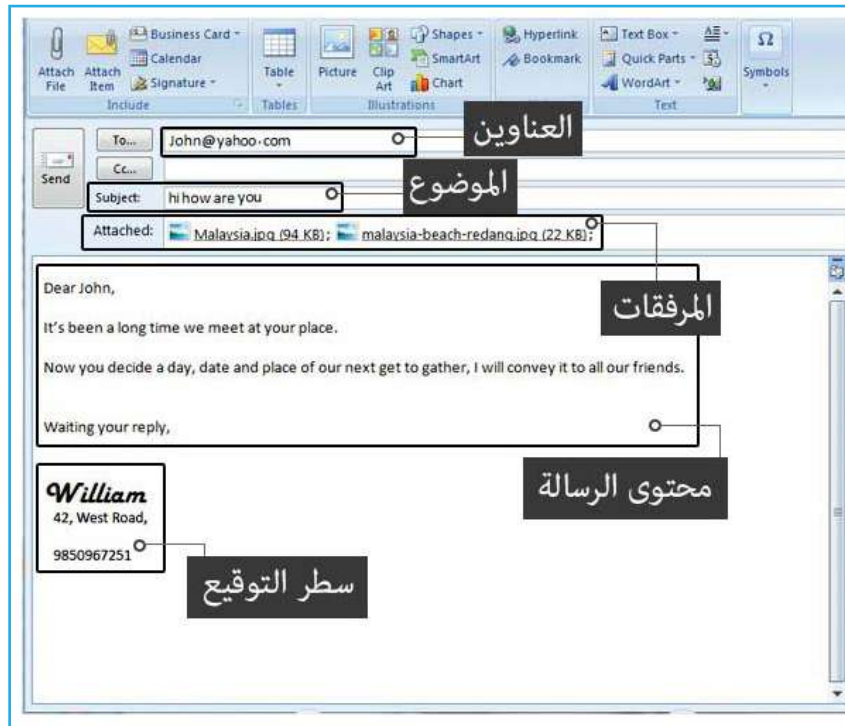 Attach File
Attach Item
Business Card
Calendar
Signature
Include
Table
Tables
Picture
Clip Art
Shapes
SmartArt
Chart
Illustrations
Hyperlink
Bookmark
Text Box
Quick Parts
WordArt
Text
Ω
Symbols
Send
To...
John@yahoo.com
العناوين
Cc...
Subject:
hi how are you
الموضوع
Attached:
Malaysia.jpg (94 KB); malaysia-beach-redang.jpg (22 KB);
المرفقات
Dear John,
It's been a long time we meet at your place.
Now you decide a day, date and place of our next get to gather, I will convey it to all our friends.
Waiting your reply,
محتوى الرسالة
William
42, West Road,
9850967251
سطر التوقيع